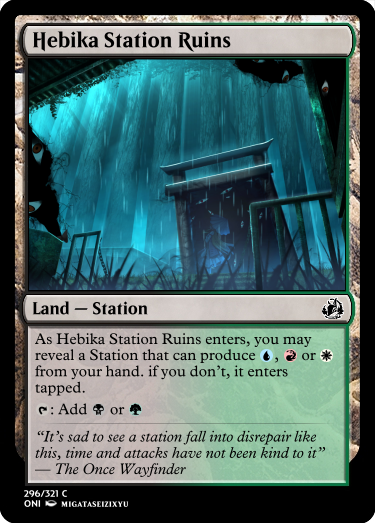 Hebika Station Ruins
Land — Station
As Hebika Station Ruins enters, you may
reveal a Station that can produce , or
from your hand. if you don't, it enters
tapped.
: Add or
“It's sad to see a station fall into disrepair like
this, time and attacks have not been kind to it”
— The Once Wayfinder
296/321 C
ONI MIGATASEIZIXYU